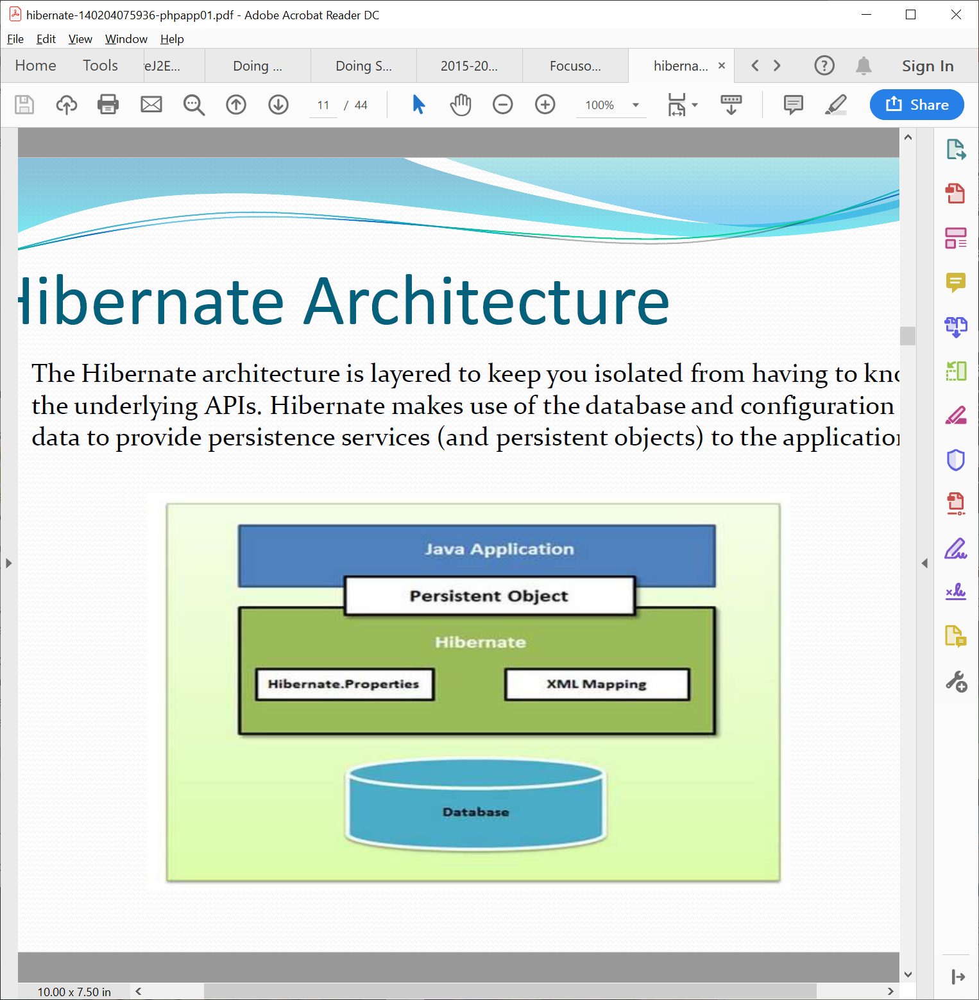 hibernate-140204075936-phpapp01.pdf - Adobe Acrobat Reader DC
File Edit View Window Help
Home Tools eJ2E... Doing ... Doing S... 2015-20... Focuso... hiberna... Sign In
11 / 44 100% Share
Hibernate Architecture
The Hibernate architecture is layered to keep you isolated from having to kno
the underlying APIs. Hibernate makes use of the database and configuration
data to provide persistence services (and persistent objects) to the application
Java Application
Persistent Object
Hibernate
Hibernate.Properties XML Mapping
Database
10.00 x 7.50 in